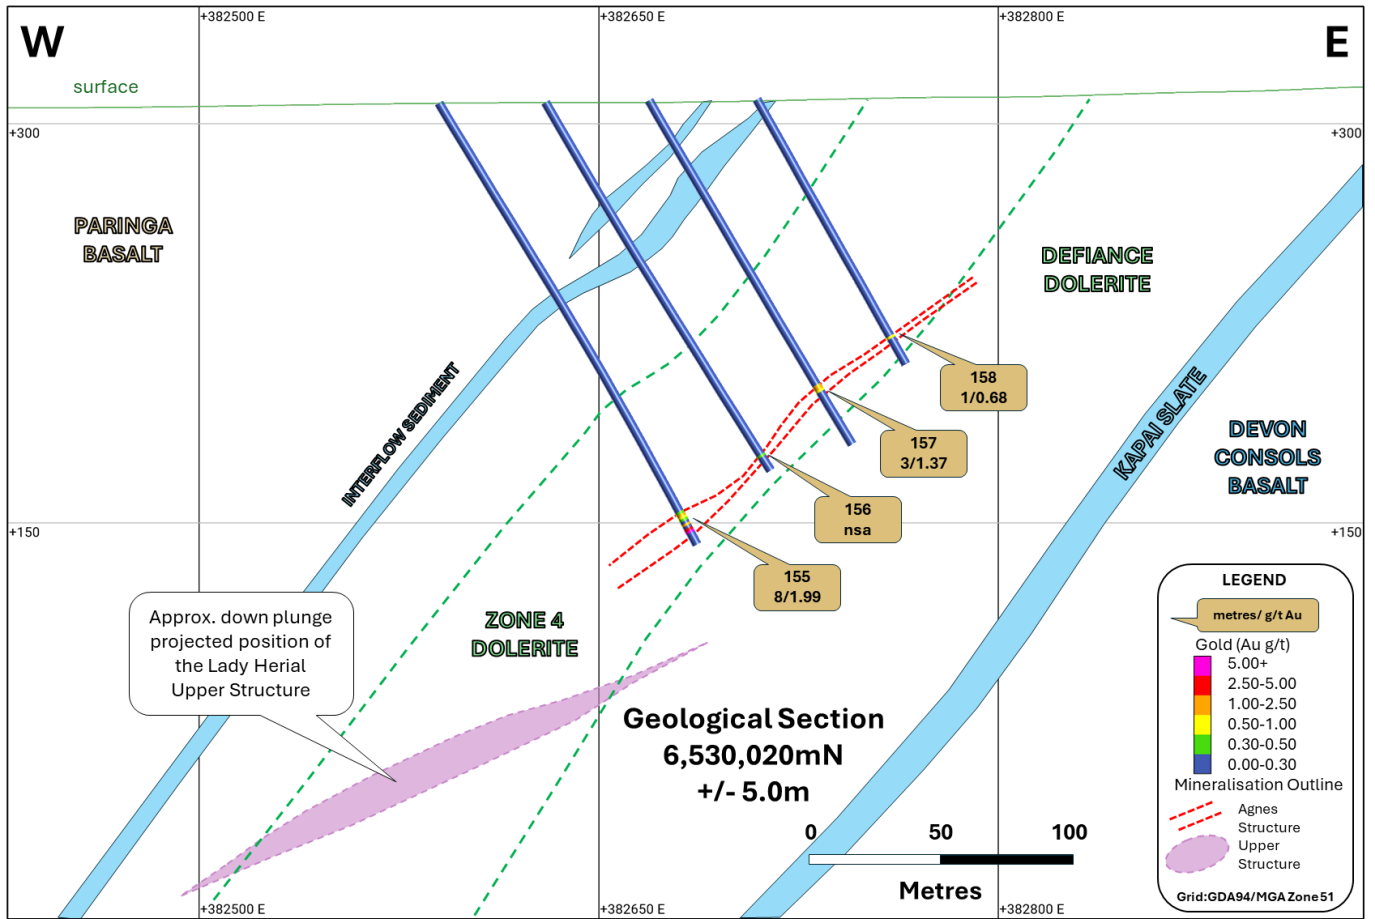 +382500 E
+382650 E
+382800 E
W
E
surface
+300
+300
PARINGA
BASALT
DEFIANCE
DOLERITE
INTERFLOW SEDIMENT
KAPAI SLATE
158
1/0.68
157
3/1.37
DEVON
CONSOLS
BASALT
156
nsa
+150
+150
155
8/1.99
ZONE 4
DOLERITE
Approx. down plunge
projected position of
the Lady Herial
Upper Structure
Geological Section
6,530,020mN
+/- 5.0m
0
50
100
Metres
LEGEND
metres/ g/t Au
Gold (Au g/t)
5.00+
2.50-5.00
1.00-2.50
0.50-1.00
0.30-0.50
0.00-0.30
Mineralisation Outline
Agnes
Structure
Upper
Structure
Grid:GDA94/MGA Zone 51
+382500 E
+382650 E
+382800 E